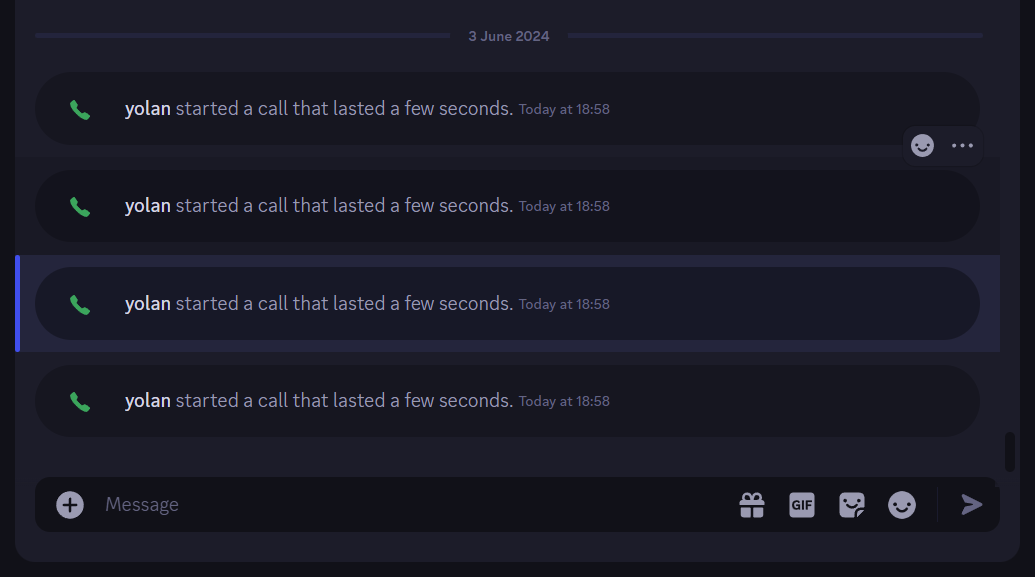 3 June 2024
yolan started a call that lasted a few seconds. Today at 18:58
yolan started a call that lasted a few seconds. Today at 18:58
yolan started a call that lasted a few seconds. Today at 18:58
yolan started a call that lasted a few seconds. Today at 18:58
Message GIF